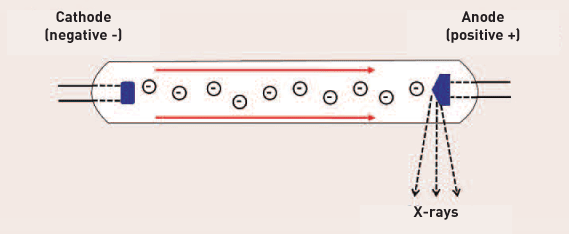 Cathode
(negative -)
Anode
(positive +)
X-rays